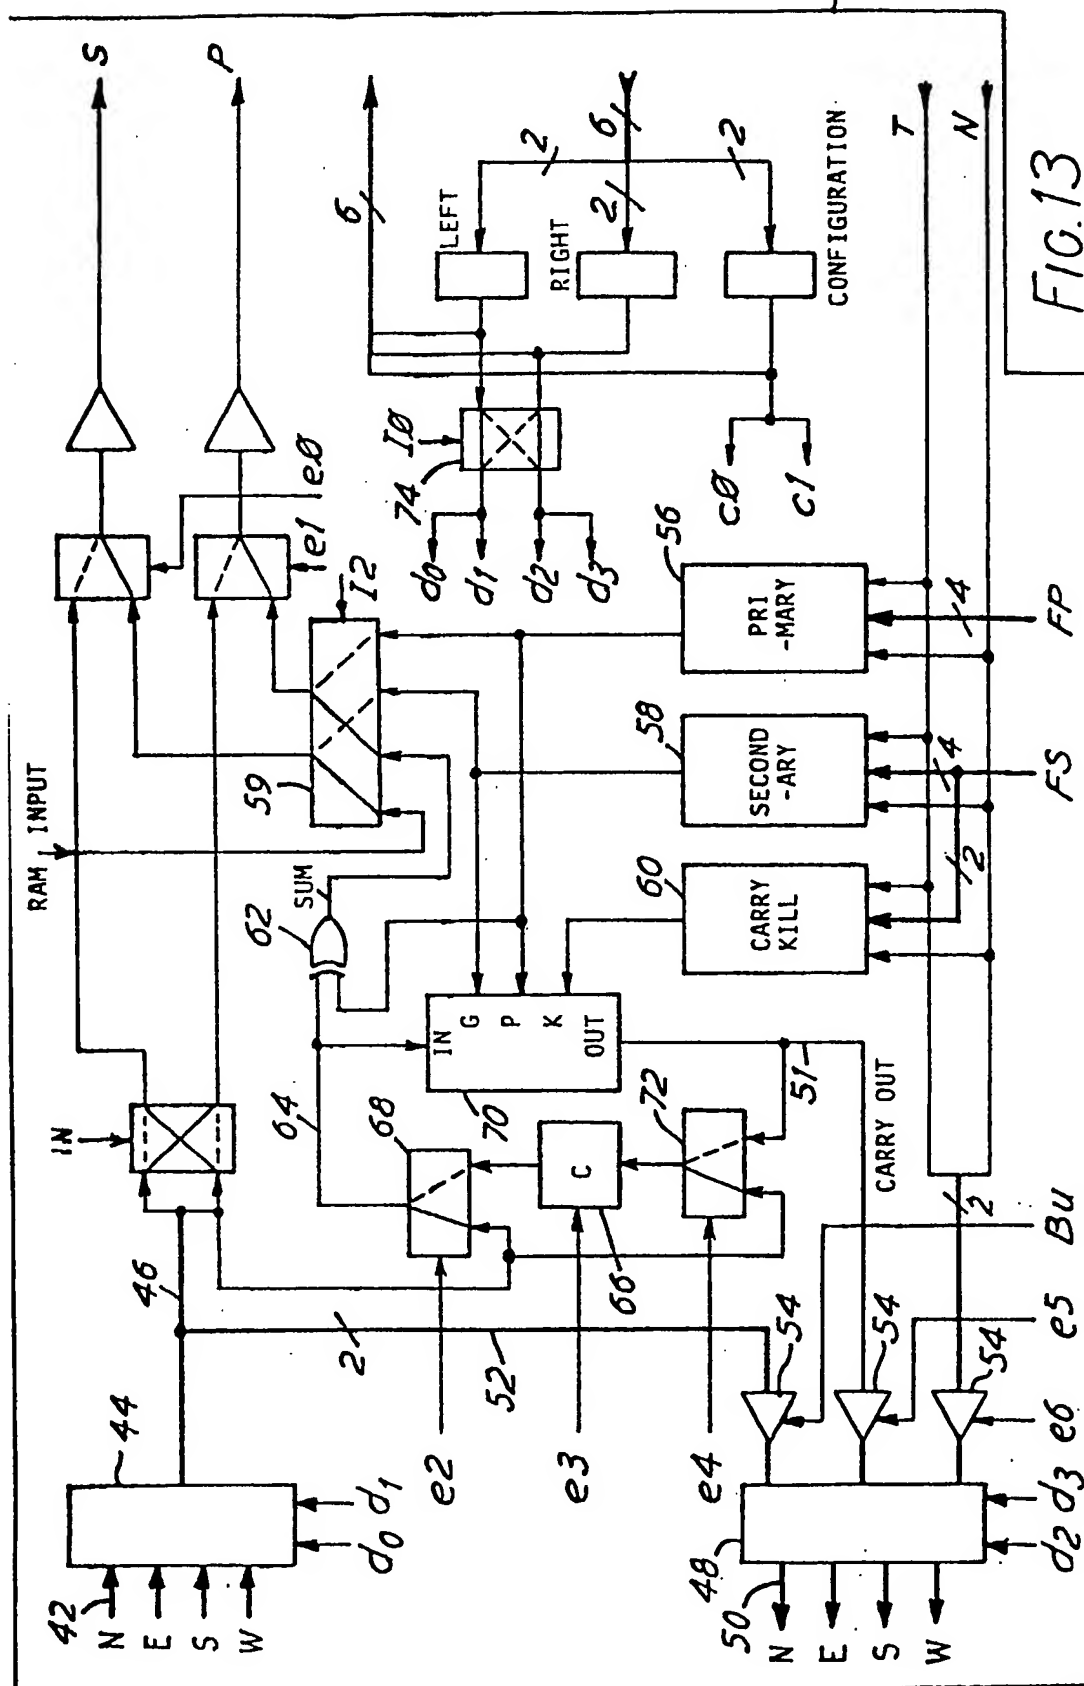 S
P
RAM INPUT
IN
e0
e1
I2
59
46
44
42
N
E
S
W
d0
d1
2
52
62
SUM
64
68
70
IN
G
P
K
OUT
C
66
72
51
CARRY OUT
e2
e3
e4
6
LEFT
2
6
RIGHT
2
2
CONFIGURATION
I0
74
d0
d1
d2
d3
c0
c1
56
PRI
-MARY
58
SECOND
-ARY
60
CARRY
KILL
4
4
2
T
N
FP
FS
2
Bu
e5
e6
54
54
54
48
50
N
E
S
W
d2
d3
FIG. 13